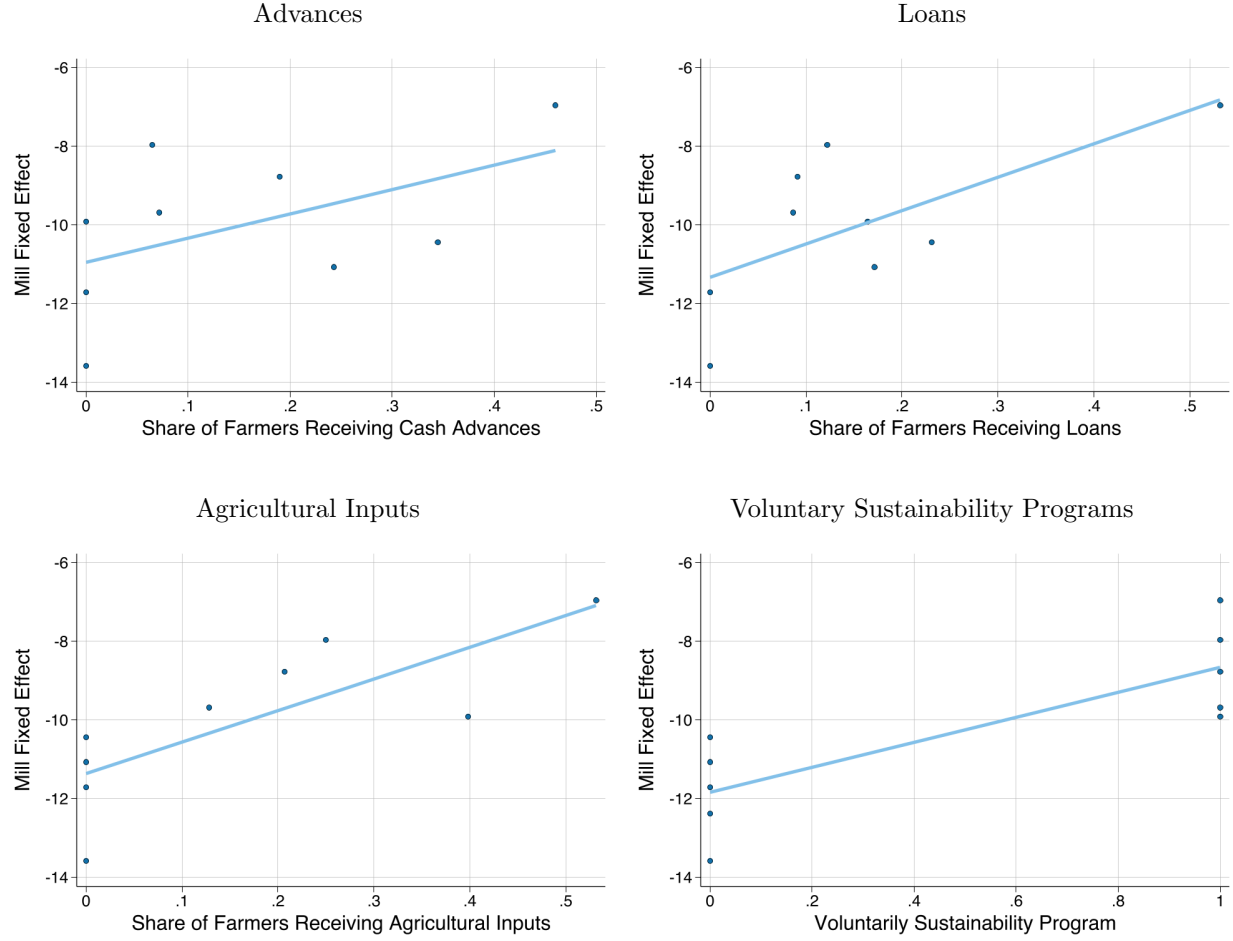 Advances
Loans
-6
-8
-10
-12
-14
Mill Fixed Effect
0 .1 .2 .3 .4 .5
Share of Farmers Receiving Cash Advances
-6
-8
-10
-12
-14
Mill Fixed Effect
0 .1 .2 .3 .4 .5
Share of Farmers Receiving Loans
Agricultural Inputs
Voluntary Sustainability Programs
-6
-8
-10
-12
-14
Mill Fixed Effect
0 .1 .2 .3 .4 .5
Share of Farmers Receiving Agricultural Inputs
-6
-8
-10
-12
-14
Mill Fixed Effect
0 .2 .4 .6 .8 1
Voluntarily Sustainability Program